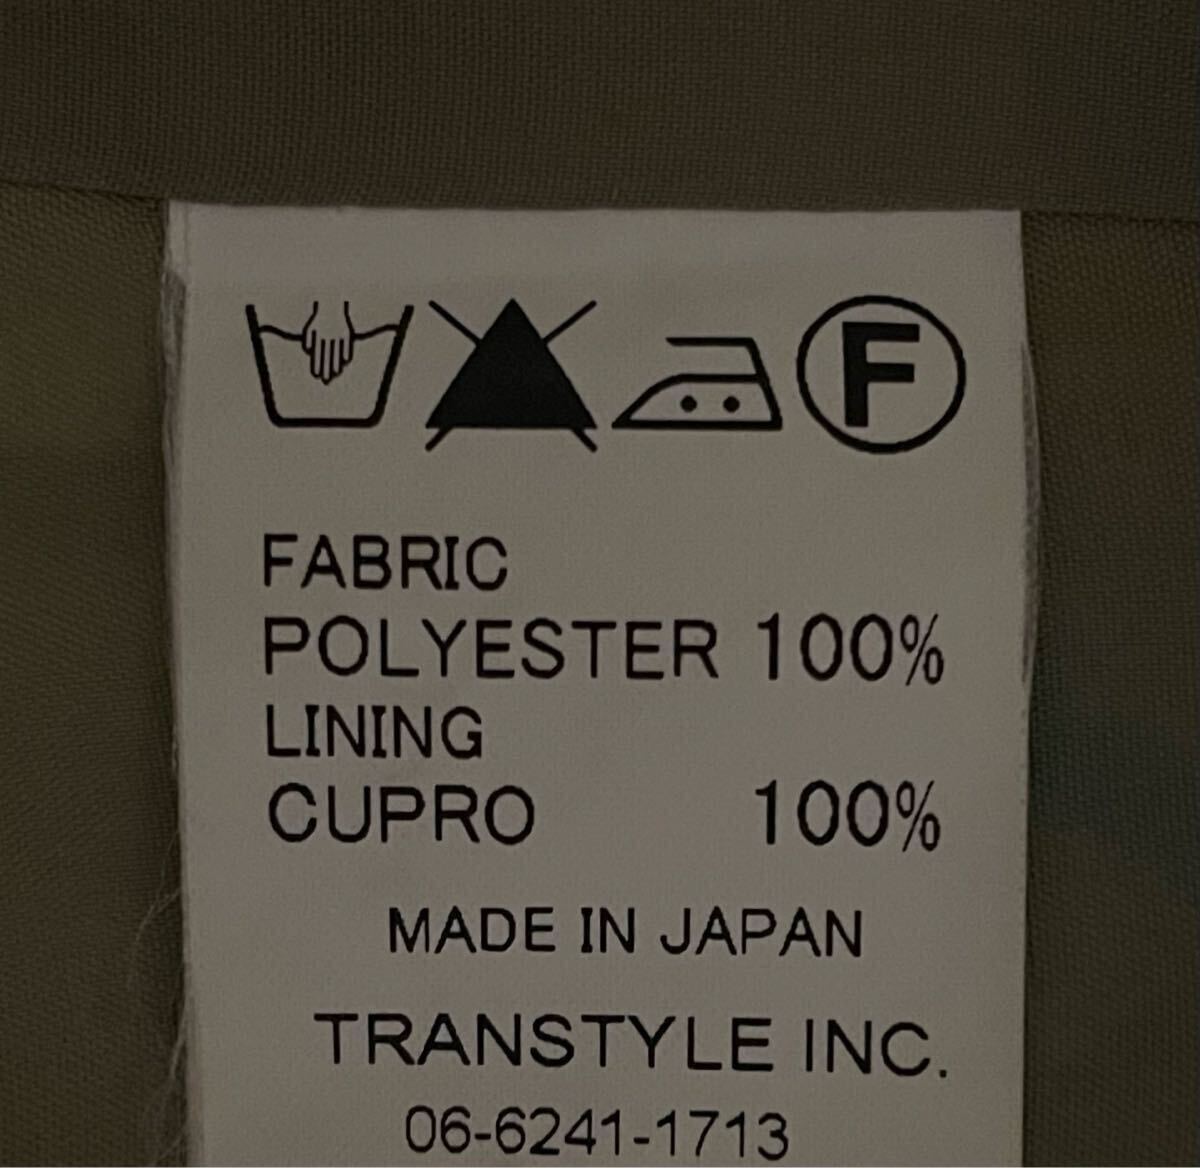 F
FABRIC
POLYESTER 100%
LINING
CUPRO 100%
MADE IN JAPAN
TRANSTYLE INC.
06-6241-1713